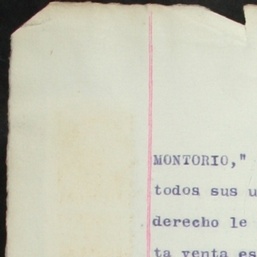 MONTORIO,"
todos sus u
derecho le
ta venta es